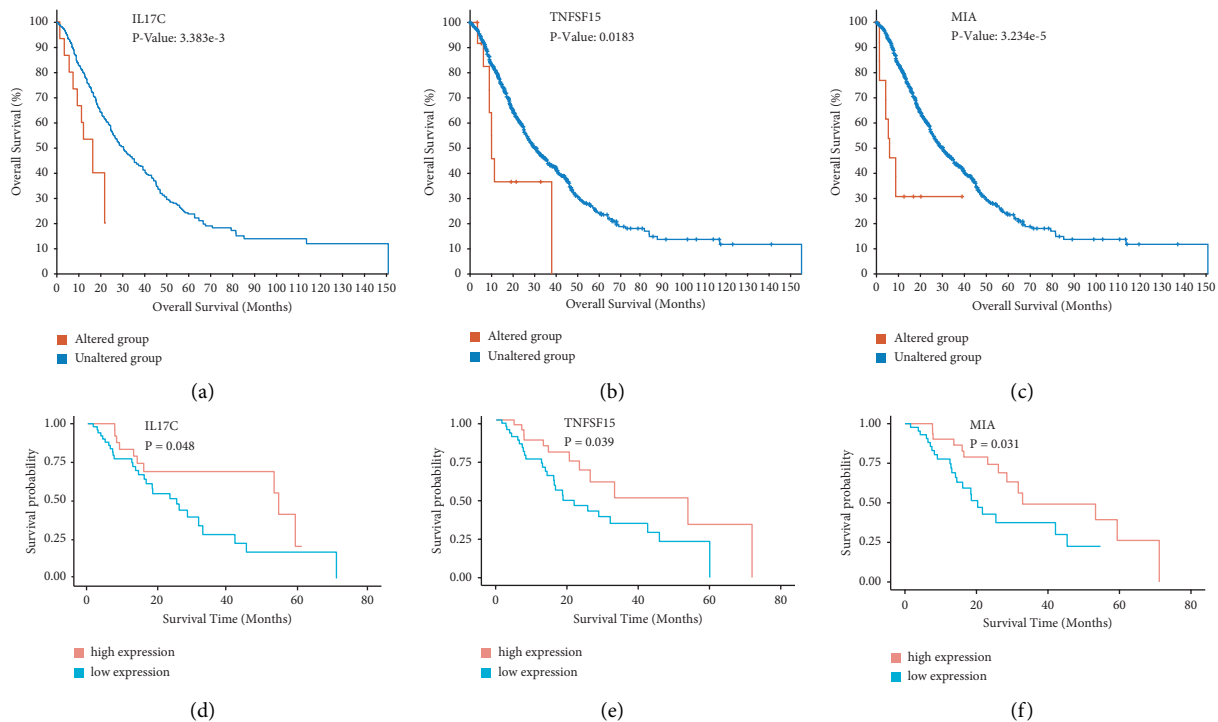 IL17C
P-Value: 3.383e-3
100
90
80
70
60
50
40
30
20
10
0
Overall Survival (%)
0 10 20 30 40 50 60 70 80 90 100 110 120 130 140 150
Overall Survival (Months)
Altered group
Unaltered group
(a)
TNFSF15
P-Value: 0.0183
100
90
80
70
60
50
40
30
20
10
0
Overall Survival (%)
0 10 20 30 40 50 60 70 80 90 100 110 120 130 140 150
Overall Survival (Months)
Altered group
Unaltered group
(b)
MIA
P-Value: 3.234e-5
100
90
80
70
60
50
40
30
20
10
0
Overall Survival (%)
0 10 20 30 40 50 60 70 80 90 100 110 120 130 140 150
Overall Survival (Months)
Altered group
Unaltered group
(c)
IL17C
P = 0.048
1.00
0.75
0.50
0.25
0.00
Survival probability
0 20 40 60 80
Survival Time (Months)
high expression
low expression
(d)
TNFSF15
P = 0.039
1.00
0.75
0.50
0.25
0.00
Survival probability
0 20 40 60 80
Survival Time (Months)
high expression
low expression
(e)
MIA
P = 0.031
1.00
0.75
0.50
0.25
0.00
Survival probability
0 20 40 60 80
Survival Time (Months)
high expression
low expression
(f)